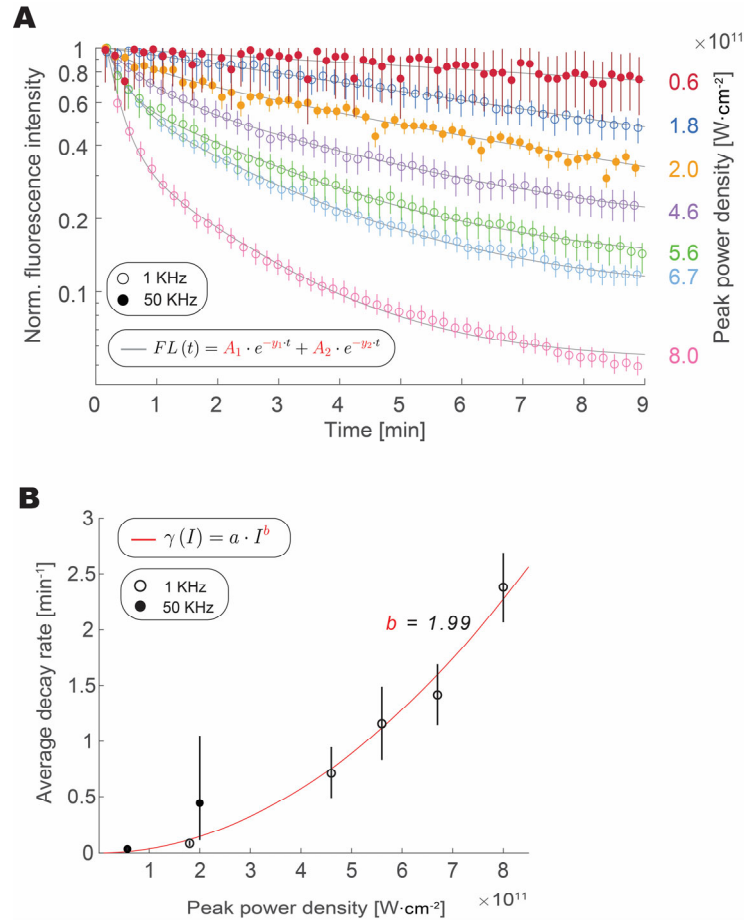 A
×10¹¹
Norm. fluorescence intensity
1
0.8
0.6
0.4
0.2
0.1
0.6
1.8
2.0
4.6
5.6
6.7
8.0
Peak power density [W·cm⁻²]
1 KHz
50 KHz
FL(t) = A₁ · e^{-y₁·t} + A₂ · e^{-y₂·t}
0 1 2 3 4 5 6 7 8 9
Time [min]
B
Average decay rate [min⁻¹]
3
2.5
2
1.5
1
0.5
0
γ(I) = a · I^b
1 KHz
50 KHz
b = 1.99
1 2 3 4 5 6 7 8
Peak power density [W·cm⁻²]
×10¹¹